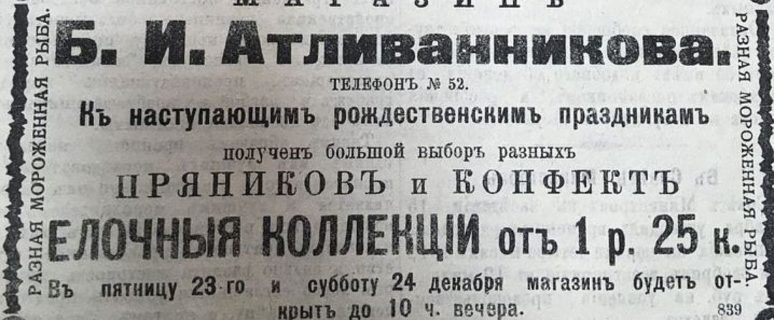 МАГАЗИНЪ
Б. И. Атливанникова.
ТЕЛЕФОНЪ № 52.
Къ наступающимъ рождественскимъ праздникамъ
полученъ большой выборъ разныхъ
ПРЯНИКОВЪ и КОНФЕКТЪ
ЕЛОЧНЫЯ КОЛЛЕКЦІИ отъ 1 р. 25 к.
Въ пятницу 23-го и субботу 24 декабря магазинъ будетъ от-
крытъ до 10 ч. вечера.
839
РАЗНАЯ МОРОЖЕННАЯ РЫБА.
РАЗНАЯ МОРОЖЕННАЯ РЫБА